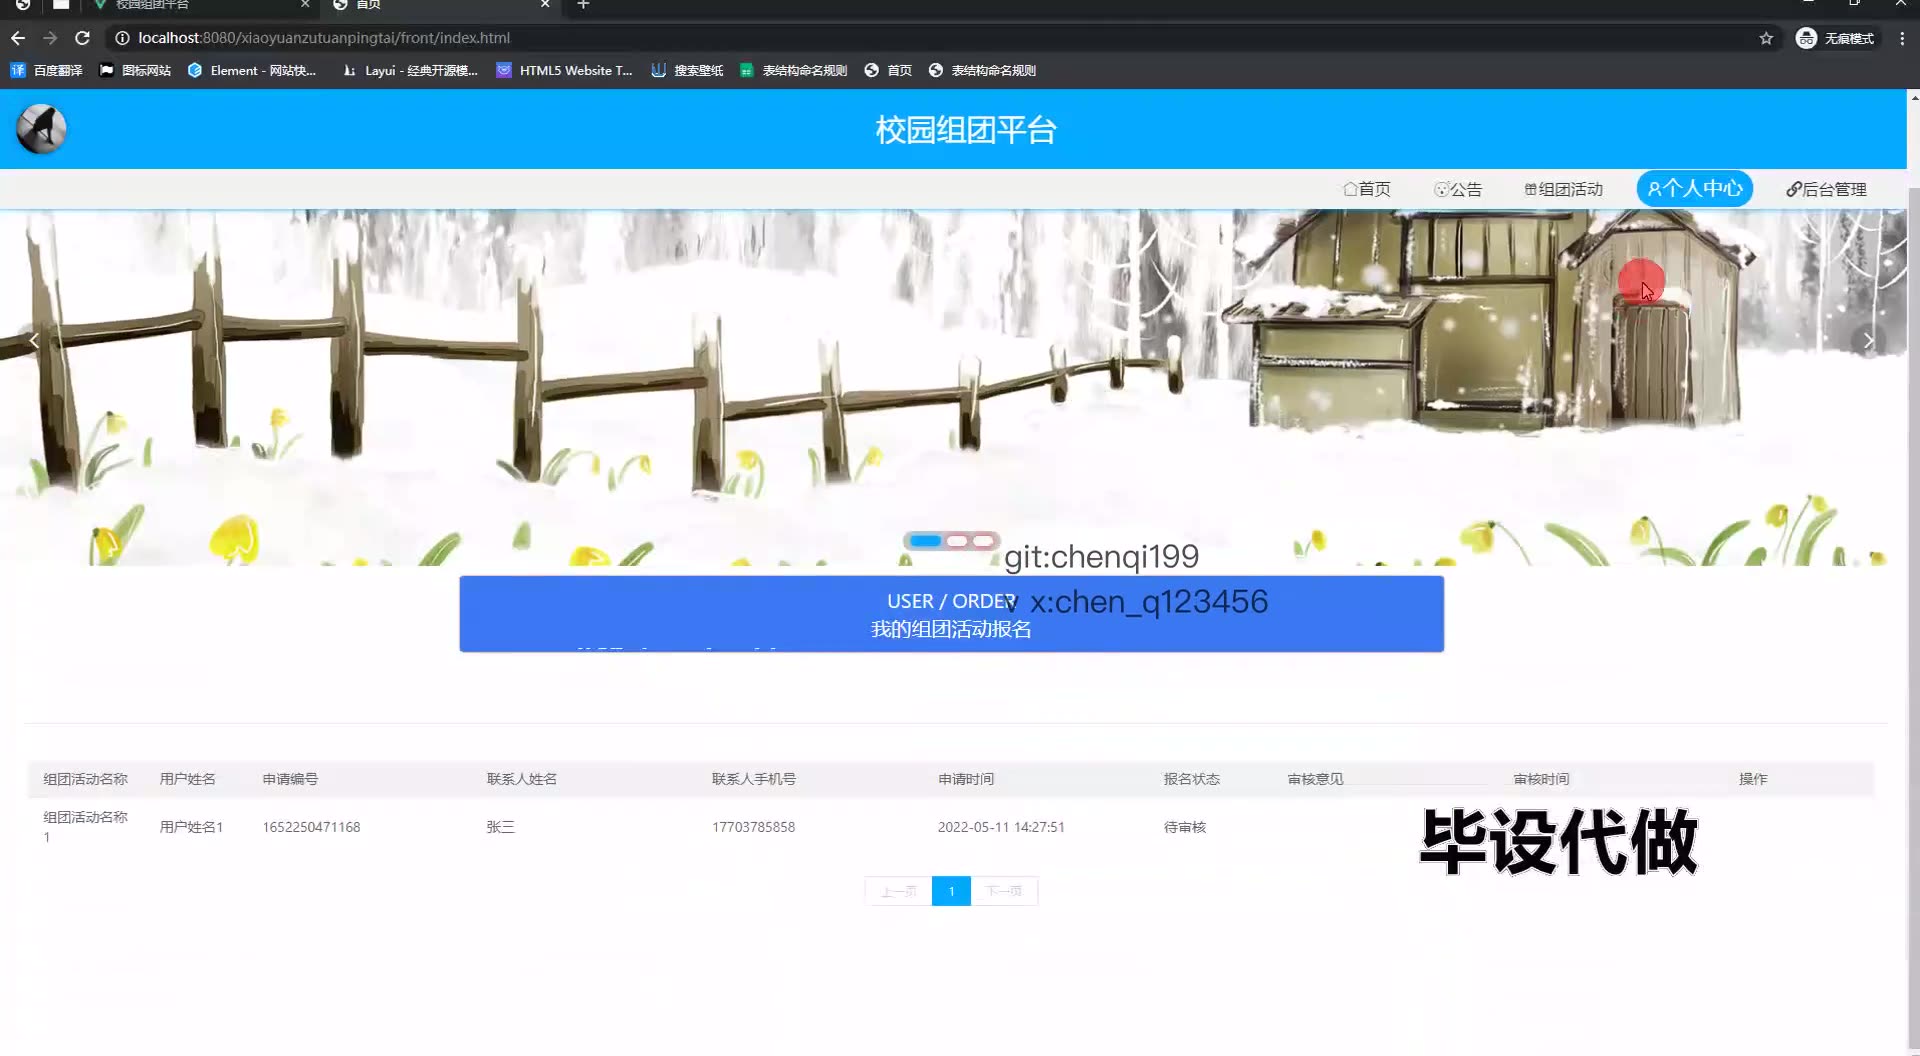 校园组团平台
首页
localhost:8080/xiaoyuanzutuanpingtai/front/index.html
无痕模式
译 百度翻译
图标网站
Element - 网站快...
Layui - 经典开源模...
HTML5 Website T...
搜索壁纸
表结构命名规则
首页
表结构命名规则
校园组团平台
首页
公告
组团活动
个人中心
后台管理
git:chenqi199
USER / ORDER
v x:chen_q123456
我的组团活动报名
组团活动名称 用户姓名 申请编号 联系人姓名 联系人手机号 申请时间 报名状态 审核意见 审核时间 操作
组团活动名称
1
用户姓名1 1652250471168 张三 17703785858 2022-05-11 14:27:51 待审核
毕设代做
上一页 1 下一页